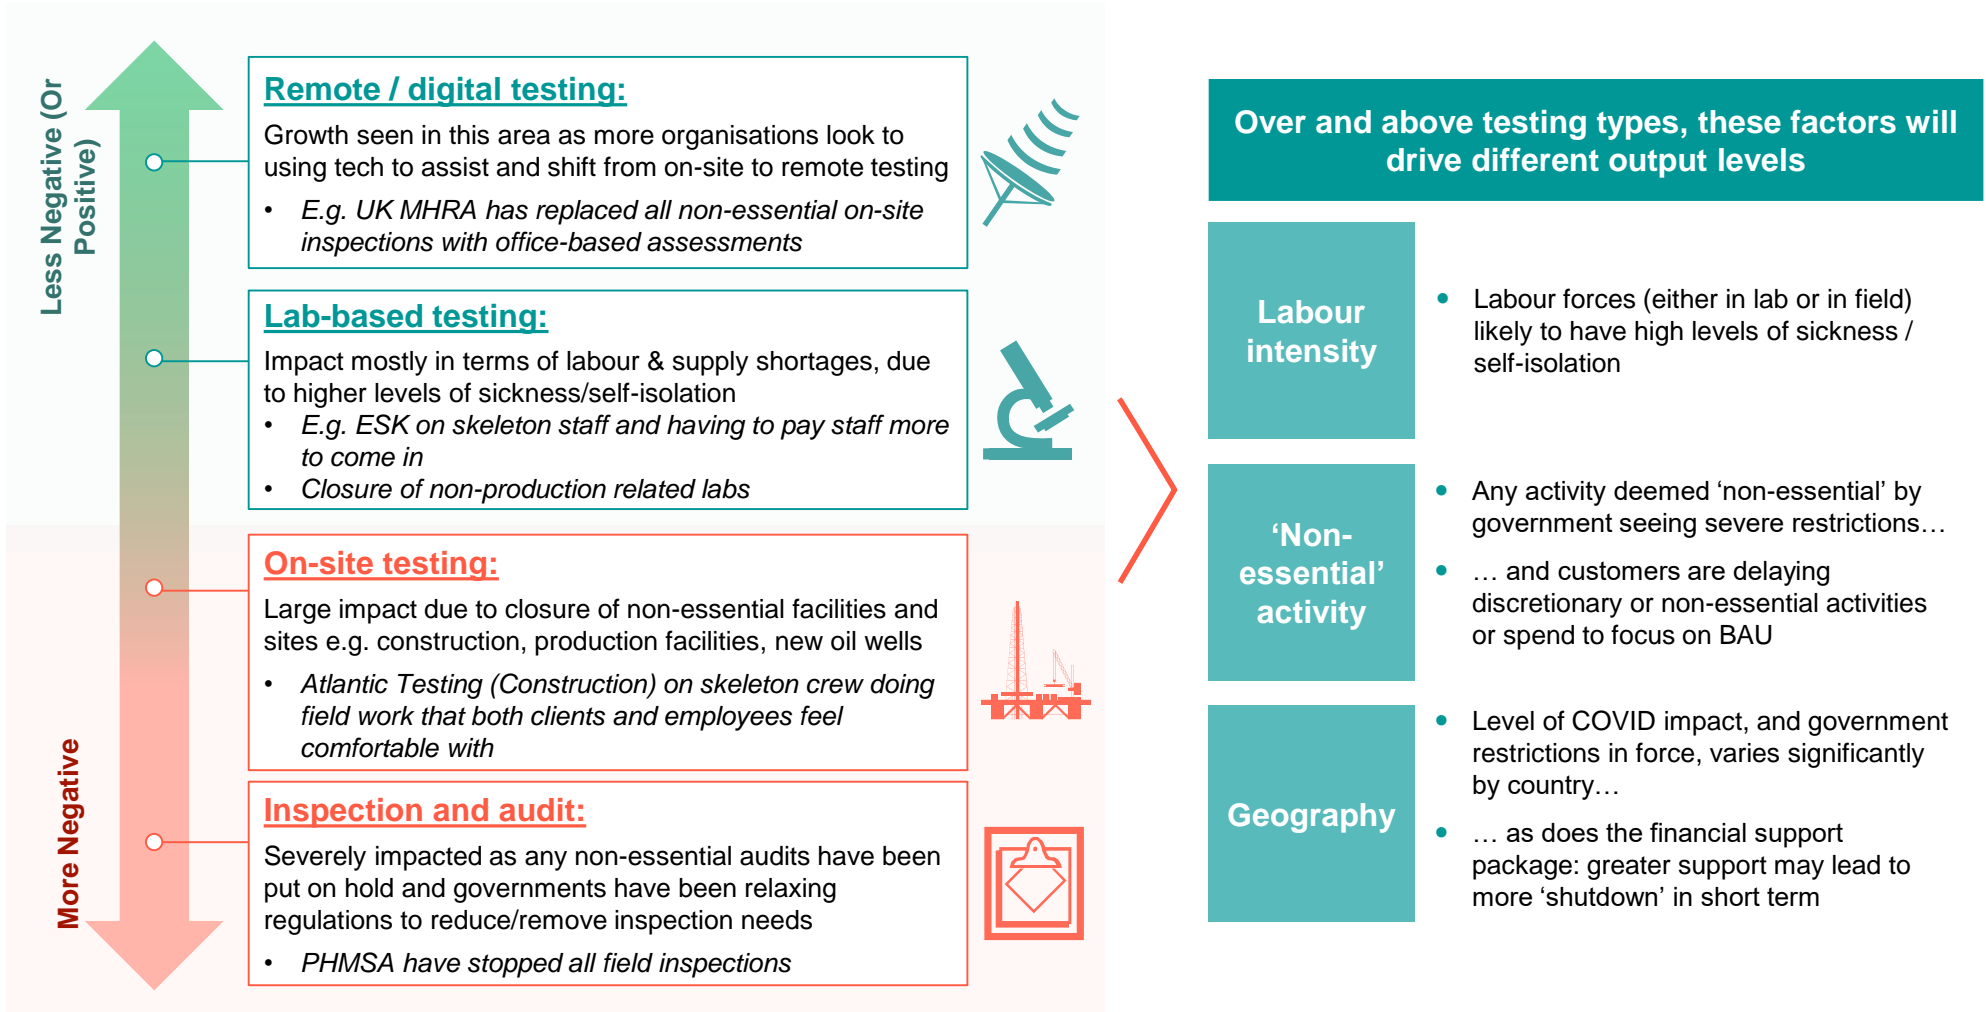 Less Negative (Or
Positive)
More Negative
Remote / digital testing:
Growth seen in this area as more organisations look to
using tech to assist and shift from on-site to remote testing
• E.g. UK MHRA has replaced all non-essential on-site
inspections with office-based assessments
Lab-based testing:
Impact mostly in terms of labour & supply shortages, due
to higher levels of sickness/self-isolation
• E.g. ESK on skeleton staff and having to pay staff more
to come in
• Closure of non-production related labs
On-site testing:
Large impact due to closure of non-essential facilities and
sites e.g. construction, production facilities, new oil wells
• Atlantic Testing (Construction) on skeleton crew doing
field work that both clients and employees feel
comfortable with
Inspection and audit:
Severely impacted as any non-essential audits have been
put on hold and governments have been relaxing
regulations to reduce/remove inspection needs
• PHMSA have stopped all field inspections
Over and above testing types, these factors will
drive different output levels
Labour
intensity
• Labour forces (either in lab or in field)
likely to have high levels of sickness /
self-isolation
‘Non-
essential’
activity
• Any activity deemed ‘non-essential’ by
government seeing severe restrictions…
• … and customers are delaying
discretionary or non-essential activities
or spend to focus on BAU
Geography
• Level of COVID impact, and government
restrictions in force, varies significantly
by country…
• … as does the financial support
package: greater support may lead to
more ‘shutdown’ in short term